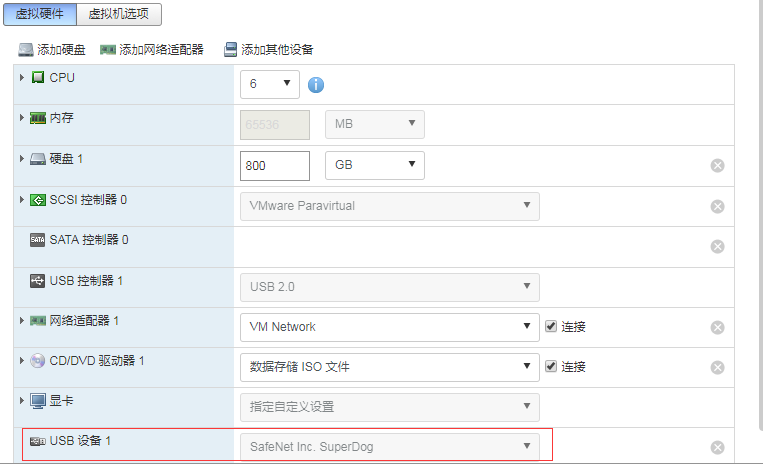 虚拟硬件 虚拟机选项
添加硬盘 添加网络适配器 添加其他设备
CPU 6
内存 65536 MB
硬盘 1 800 GB
SCSI 控制器 0 VMware Paravirtual
SATA 控制器 0
USB 控制器 1 USB 2.0
网络适配器 1 VM Network 连接
CD/DVD 驱动器 1 数据存储 ISO 文件 连接
显卡 指定自定义设置
USB 设备 1 SafeNet Inc. SuperDog